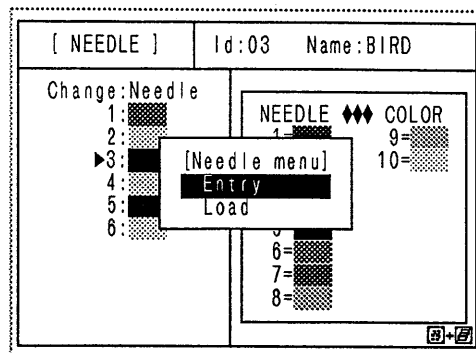 [ NEEDLE ]
Id:03 Name:BIRD
Change:Needle
1:
2:
▶3:
4:
5:
6:
NEEDLE ♦♦♦ COLOR
1=
9=
10=
[Needle menu]
Entry
Load
6=
7=
8=